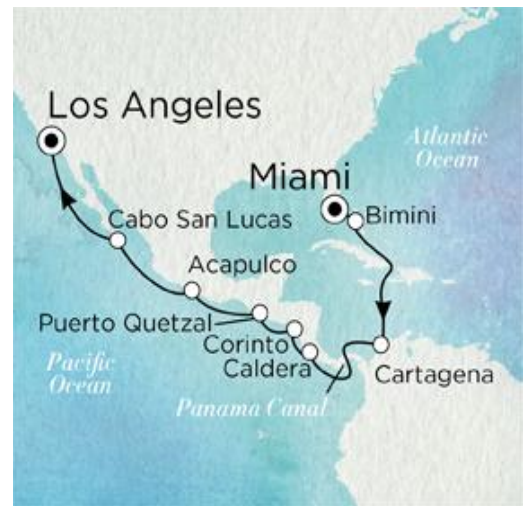 Los Angeles
Atlantic
Ocean
Miami
Bimini
Cabo San Lucas
Acapulco
Puerto Quetzal
Corinto
Caldera
Pacific
Ocean
Cartagena
Panama Canal